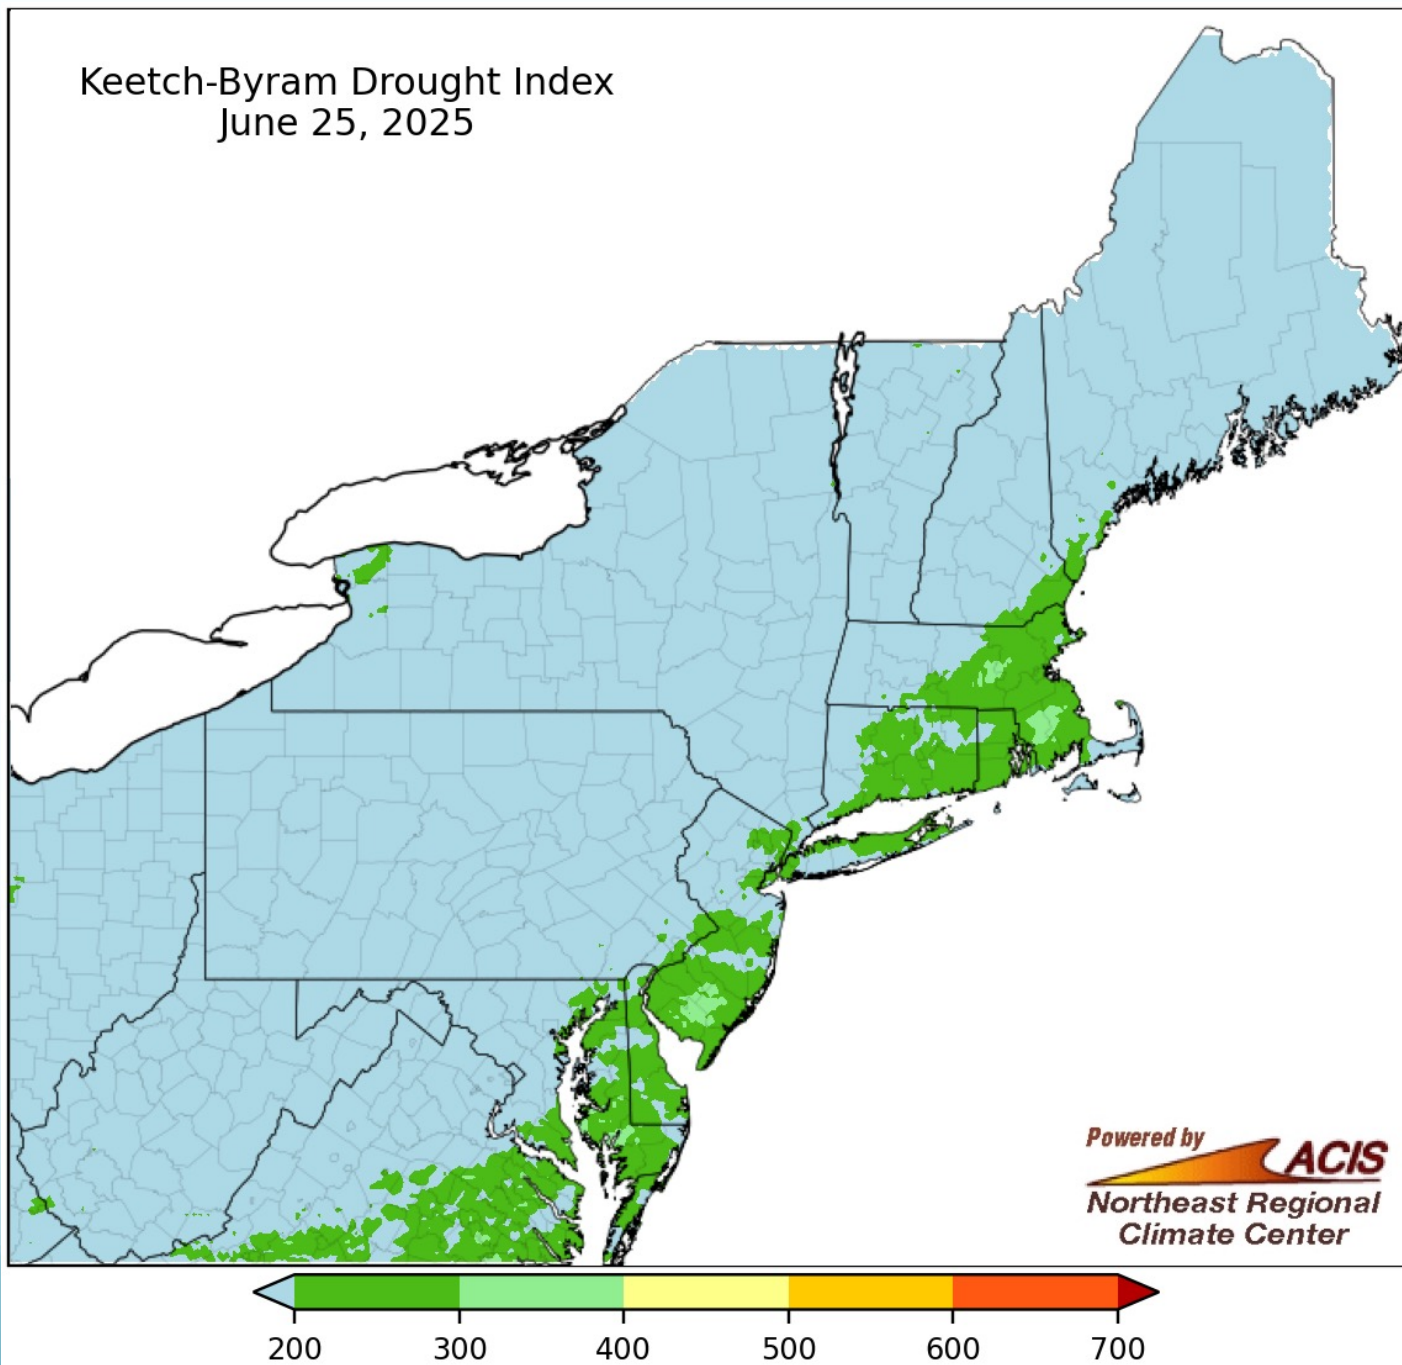 Keetch-Byram Drought Index
June 25, 2025
Powered by
ACIS
Northeast Regional
Climate Center
200 300 400 500 600 700